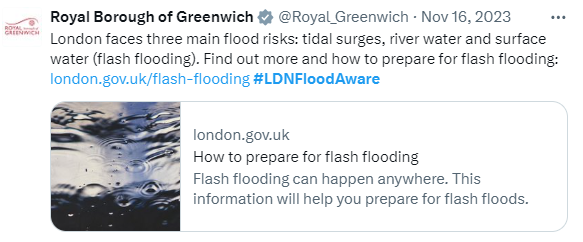 ROYAL borough of
GREENWICH
Royal Borough of Greenwich @Royal_Greenwich · Nov 16, 2023 ...
London faces three main flood risks: tidal surges, river water and surface
water (flash flooding). Find out more and how to prepare for flash flooding:
london.gov.uk/flash-flooding #LDNFloodAware
london.gov.uk
How to prepare for flash flooding
Flash flooding can happen anywhere. This
information will help you prepare for flash floods.